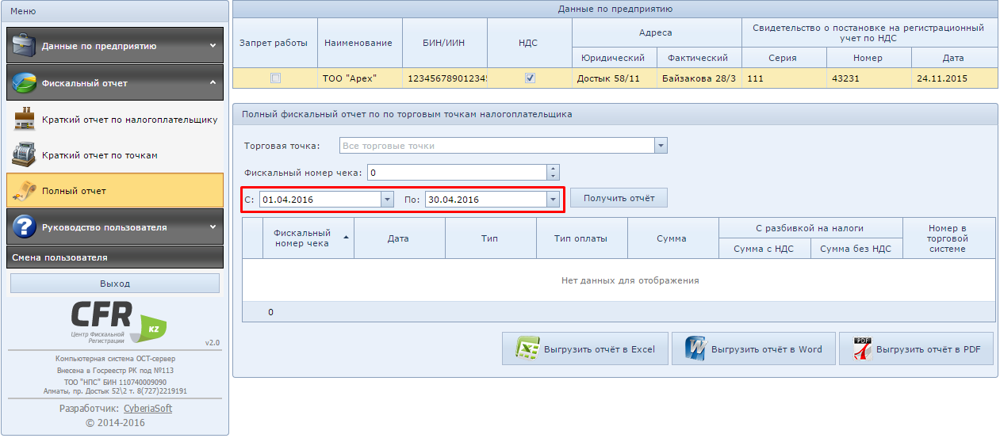 Меню
Данные по предприятию
Фискальный отчет
Краткий отчет по налогоплательщику
Краткий отчет по точкам
Полный отчет
Руководство пользователя
Смена пользователя
Выход
CFR KZ
Центр Фискальной
Регистрации
v2.0
Компьютерная система ОСТ-сервер
Внесена в Госреестр РК под №113
ТОО "НПС" БИН 110740009090
Алматы, пр. Достык 52\2 т. 8(727)2219191
Разработчик: CyberiaSoft
© 2014-2016
Данные по предприятию
Запрет работы Наименование БИН/ИИН НДС Адреса Свидетельство о постановке на регистрационный
учет по НДС
Юридический Фактический Серия Номер Дата
ТОО "Арех" 12345678901234 Достык 58/11 Байзакова 28/3 111 43231 24.11.2015
Полный фискальный отчет по по торговым точкам налогоплательщика
Торговая точка: Все торговые точки
Фискальный номер чека: 0
С: 01.04.2016 По: 30.04.2016 Получить отчёт
Фискальный
номер чека Дата Тип Тип оплаты Сумма С разбивкой на налоги Номер в
торговой
системе
Сумма с НДС Сумма без НДС
Нет данных для отображения
0
Выгрузить отчёт в Excel Выгрузить отчёт в Word Выгрузить отчёт в PDF